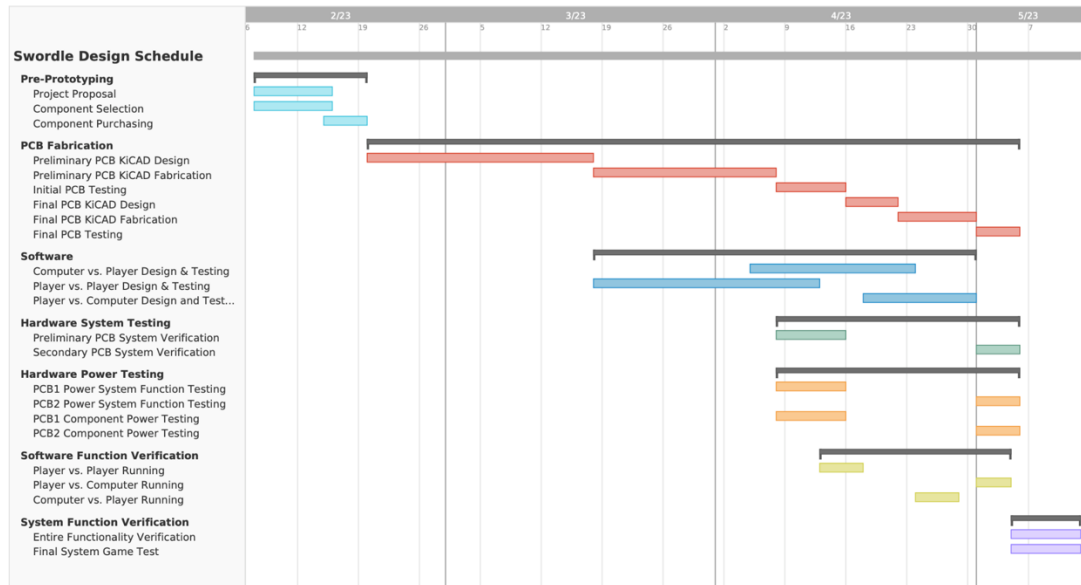 2/23 3/23 4/23 5/23
6 12 19 26 5 12 19 26 2 9 16 23 30 7
Swordle Design Schedule
Pre-Prototyping
Project Proposal
Component Selection
Component Purchasing
PCB Fabrication
Preliminary PCB KiCAD Design
Preliminary PCB KiCAD Fabrication
Initial PCB Testing
Final PCB KiCAD Design
Final PCB KiCAD Fabrication
Final PCB Testing
Software
Computer vs. Player Design & Testing
Player vs. Player Design & Testing
Player vs. Computer Design and Test...
Hardware System Testing
Preliminary PCB System Verification
Secondary PCB System Verification
Hardware Power Testing
PCB1 Power System Function Testing
PCB2 Power System Function Testing
PCB1 Component Power Testing
PCB2 Component Power Testing
Software Function Verification
Player vs. Player Running
Player vs. Computer Running
Computer vs. Player Running
System Function Verification
Entire Functionality Verification
Final System Game Test